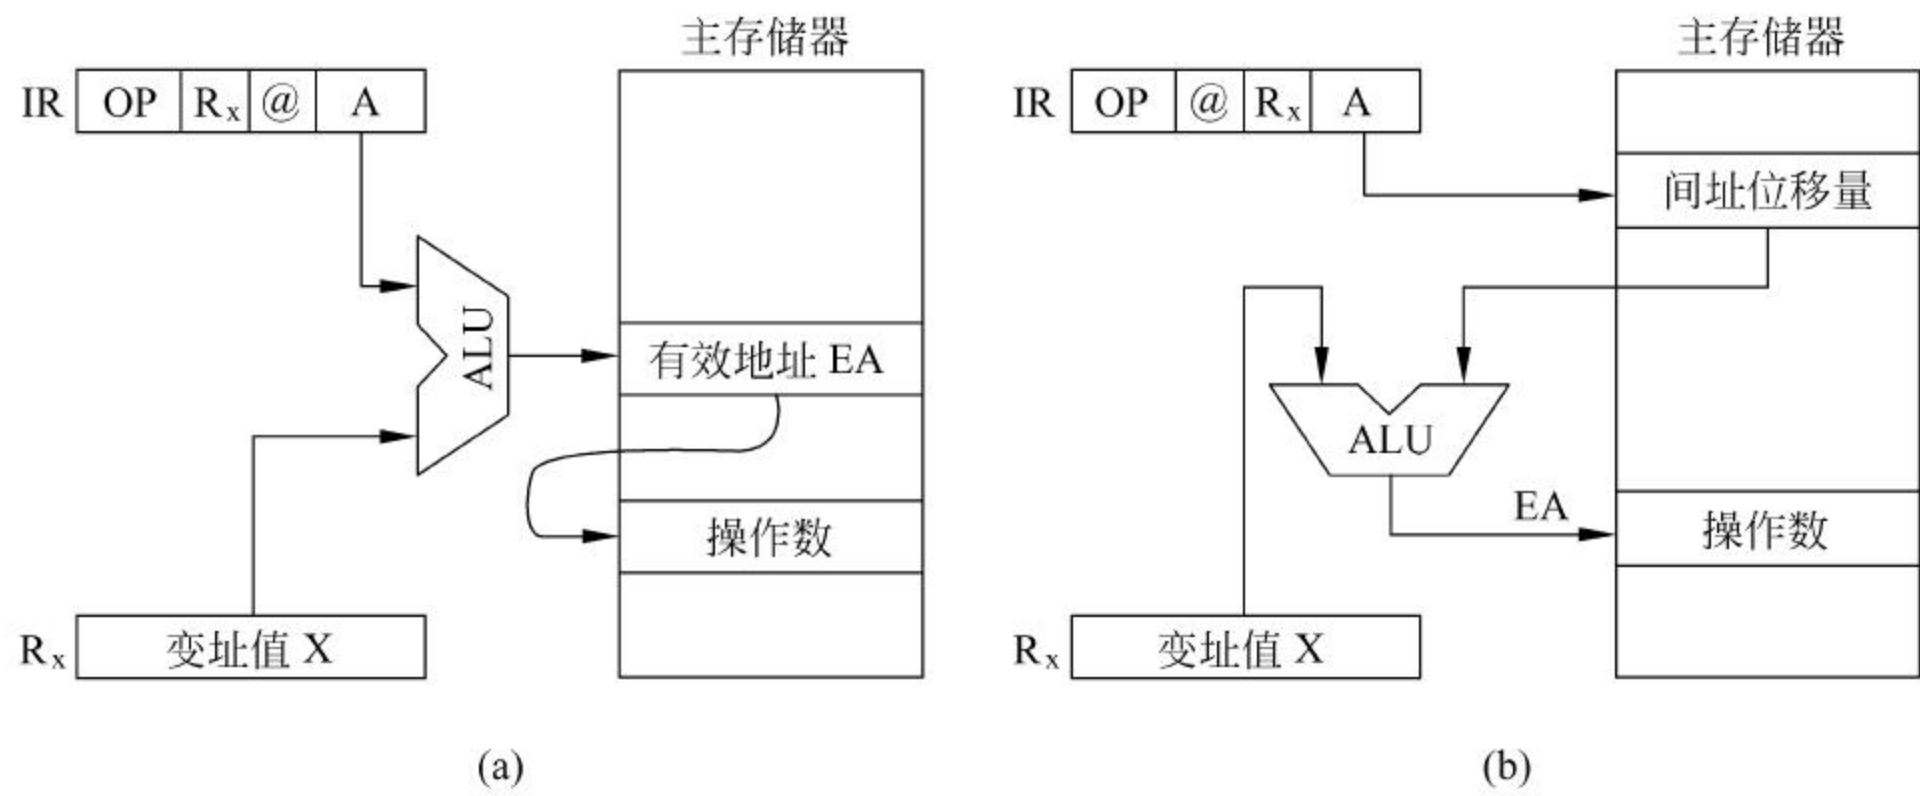 主存储器
IR OP Rx @ A
ALU
有效地址 EA
操作数
Rx 变址值 X
(a)
主存储器
IR OP @ Rx A
间址位移量
ALU
EA
操作数
Rx 变址值 X
(b)